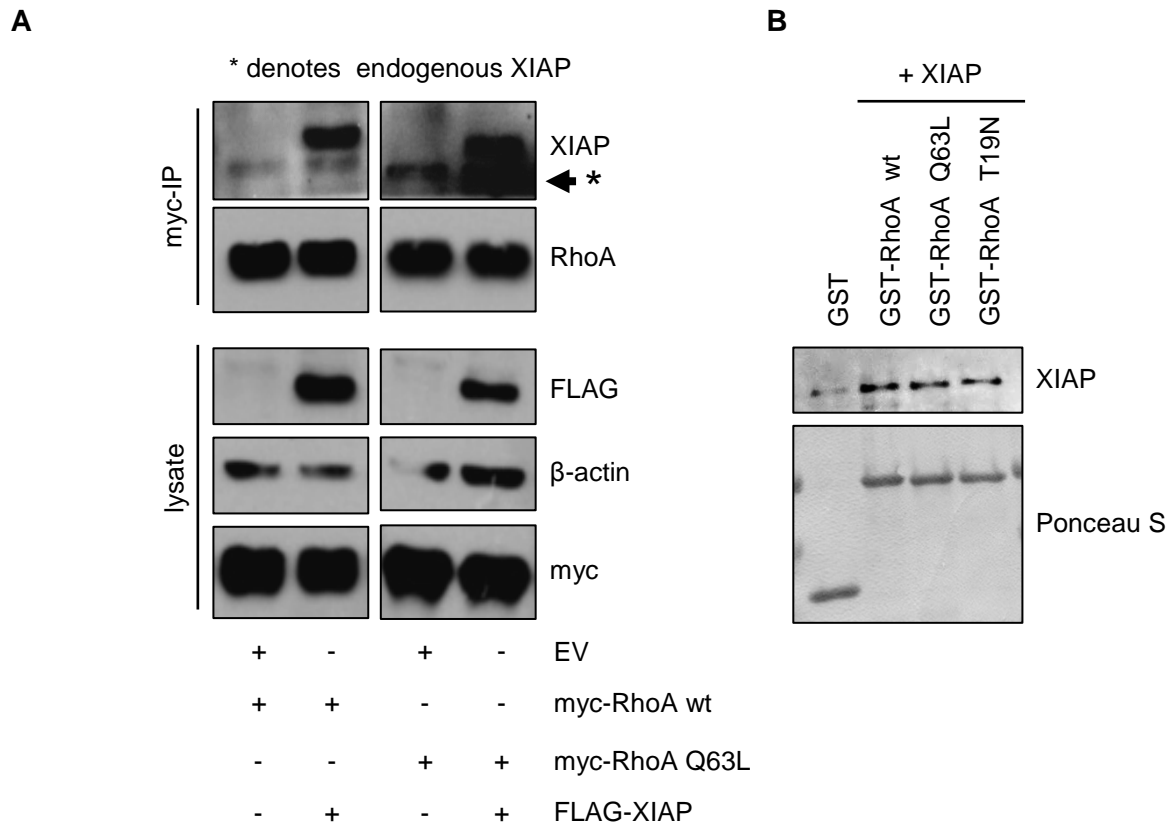 A
* denotes endogenous XIAP
myc-IP
XIAP
*
RhoA
lysate
FLAG
β-actin
myc
+ - + - EV
+ + - - myc-RhoA wt
- - + + myc-RhoA Q63L
- + - + FLAG-XIAP
B
+ XIAP
GST
GST-RhoA wt
GST-RhoA Q63L
GST-RhoA T19N
XIAP
Ponceau S